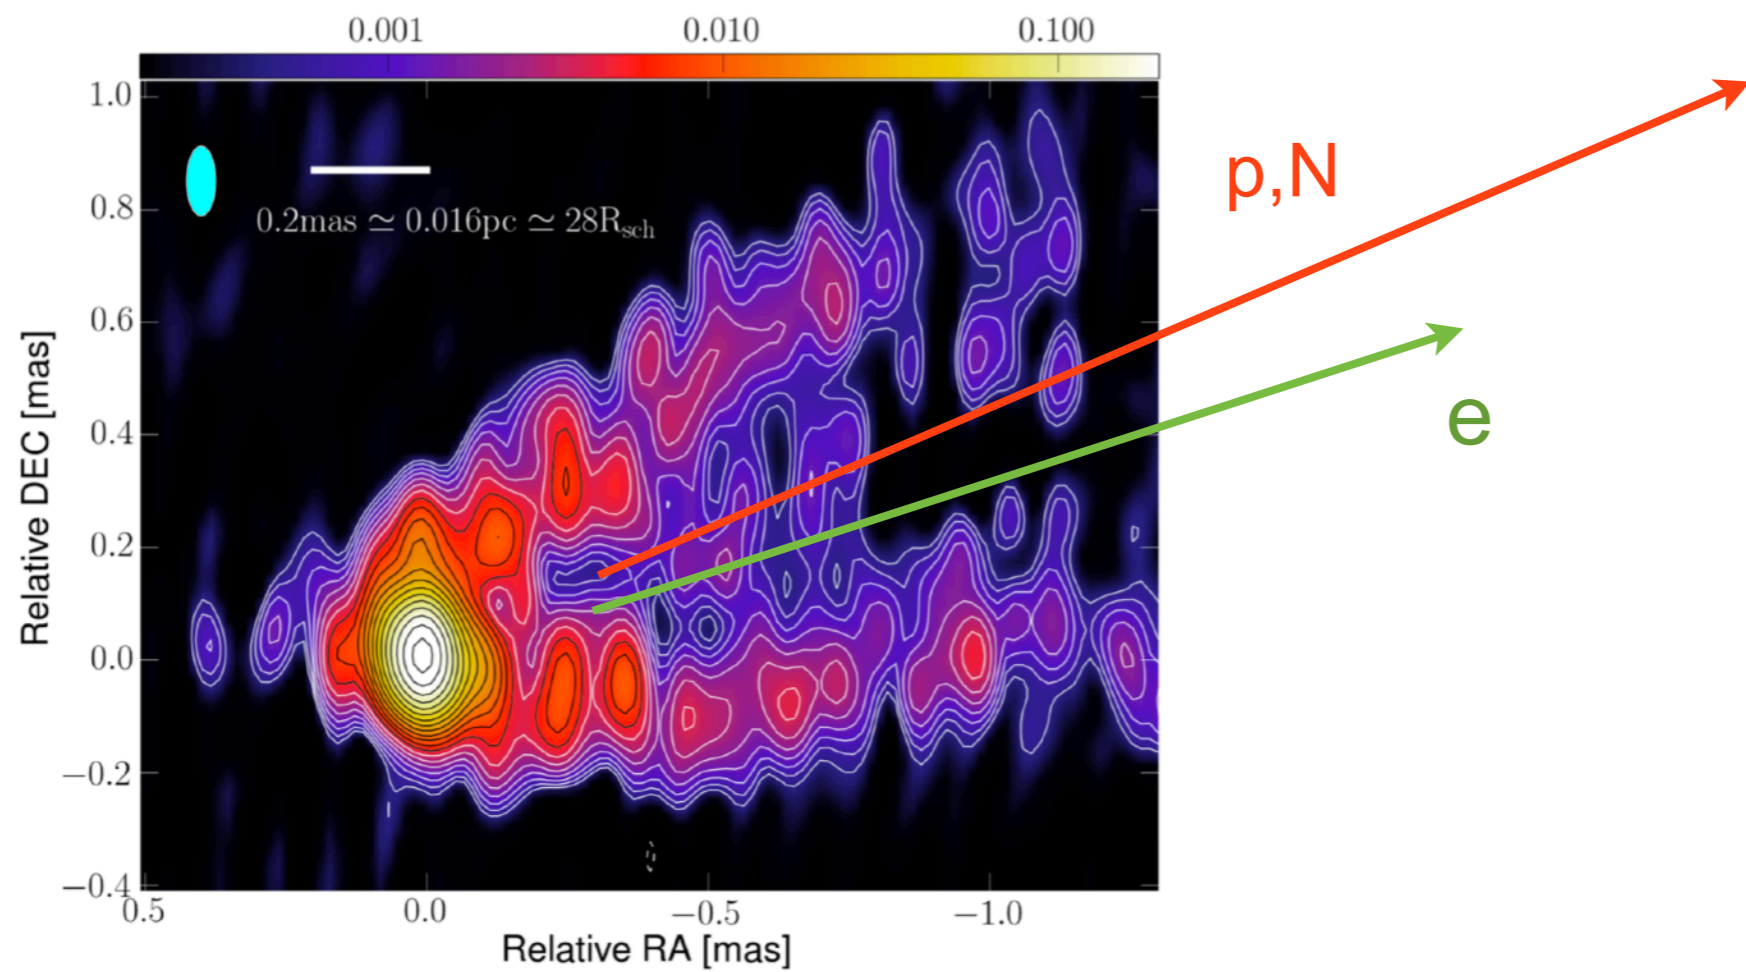 0.001 0.010 0.100
1.0
0.8
0.6
0.4
0.2
0.0
−0.2
−0.4
0.2mas ≃ 0.016pc ≃ 28R_sch
p,N
e
Relative DEC [mas]
0.5 0.0 −0.5 −1.0
Relative RA [mas]